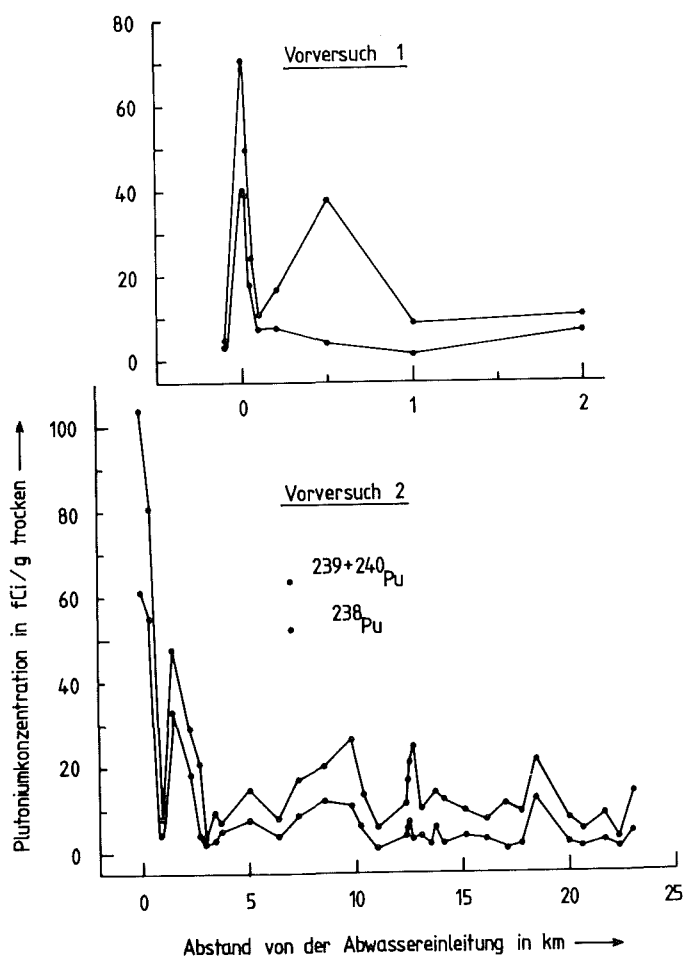 80
Vorversuch 1
60
40
20
0
0 1 2
Plutoniumkonzentration in fCi/g trocken
100
Vorversuch 2
80
239+240Pu
60
238Pu
40
20
0
0 5 10 15 20 25
Abstand von der Abwassereinleitung in km